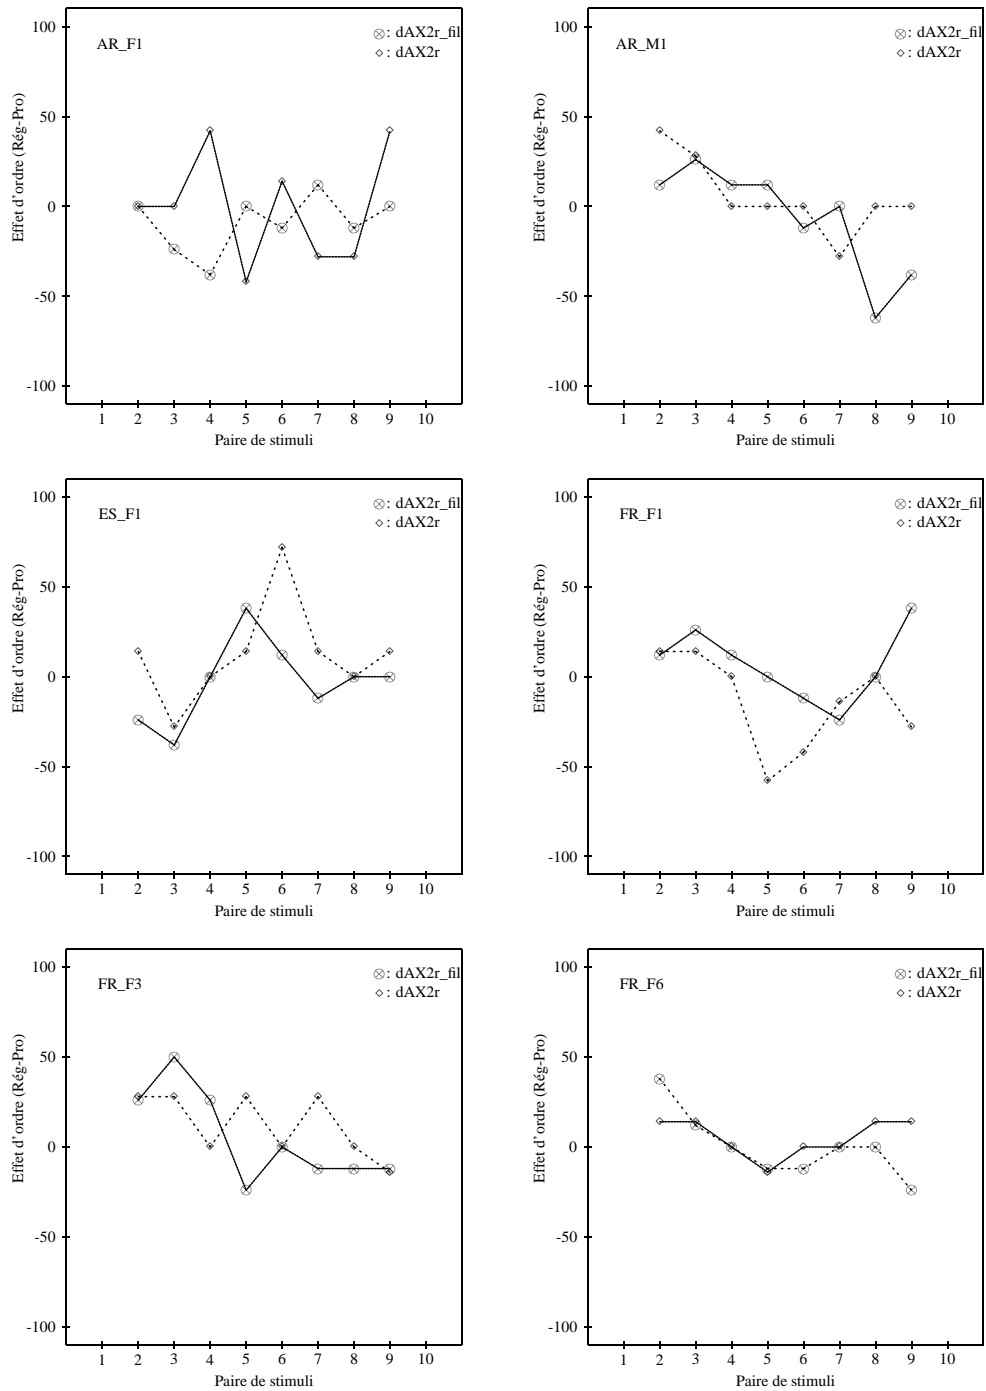 100
50
0
-50
-100
Effet d'ordre (Rég-Pro)
AR_F1
: dAX2r_fil
: dAX2r
1 2 3 4 5 6 7 8 9 10
Paire de stimuli
100
50
0
-50
-100
Effet d'ordre (Rég-Pro)
AR_M1
: dAX2r_fil
: dAX2r
1 2 3 4 5 6 7 8 9 10
Paire de stimuli
100
50
0
-50
-100
Effet d'ordre (Rég-Pro)
ES_F1
: dAX2r_fil
: dAX2r
1 2 3 4 5 6 7 8 9 10
Paire de stimuli
100
50
0
-50
-100
Effet d'ordre (Rég-Pro)
FR_F1
: dAX2r_fil
: dAX2r
1 2 3 4 5 6 7 8 9 10
Paire de stimuli
100
50
0
-50
-100
Effet d'ordre (Rég-Pro)
FR_F3
: dAX2r_fil
: dAX2r
1 2 3 4 5 6 7 8 9 10
Paire de stimuli
100
50
0
-50
-100
Effet d'ordre (Rég-Pro)
FR_F6
: dAX2r_fil
: dAX2r
1 2 3 4 5 6 7 8 9 10
Paire de stimuli